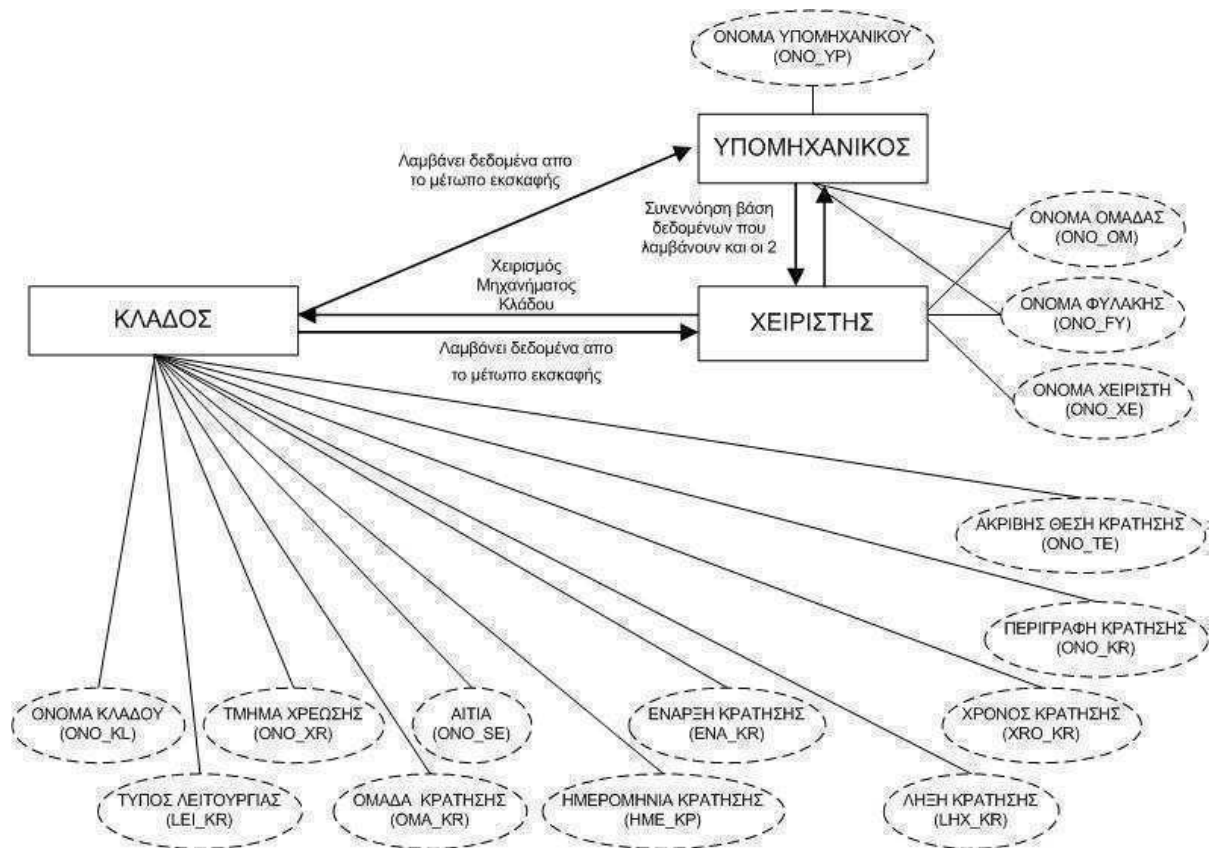 ΟΝΟΜΑ ΥΠΟΜΗΧΑΝΙΚΟΥ
(ONO_YP)
ΥΠΟΜΗΧΑΝΙΚΟΣ
Λαμβάνει δεδομένα απο
το μέτωπο εκσκαφής
Συνεννόηση βάση
δεδομένων που
λαμβάνουν και οι 2
ΟΝΟΜΑ ΟΜΑΔΑΣ
(ONO_OM)
Χειρισμός
Μηχανήματος
Κλάδου
ΚΛΑΔΟΣ
ΧΕΙΡΙΣΤΗΣ
ΟΝΟΜΑ ΦΥΛΑΚΗΣ
(ONO_FY)
Λαμβάνει δεδομένα απο
το μέτωπο εκσκαφής
ΟΝΟΜΑ ΧΕΙΡΙΣΤΗ
(ONO_XE)
ΑΚΡΙΒΗΣ ΘΕΣΗ ΚΡΑΤΗΣΗΣ
(ONO_TE)
ΠΕΡΙΓΡΑΦΗ ΚΡΑΤΗΣΗΣ
(ONO_KR)
ΟΝΟΜΑ ΚΛΑΔΟΥ
(ONO_KL)
ΤΜΗΜΑ ΧΡΕΩΣΗΣ
(ONO_XR)
ΑΙΤΙΑ
(ONO_SE)
ΕΝΑΡΞΗ ΚΡΑΤΗΣΗΣ
(ENA_KR)
ΧΡΟΝΟΣ ΚΡΑΤΗΣΗΣ
(XRO_KR)
ΤΥΠΟΣ ΛΕΙΤΟΥΡΓΙΑΣ
(LEI_KR)
ΟΜΑΔΑ ΚΡΑΤΗΣΗΣ
(OMA_KR)
ΗΜΕΡΟΜΗΝΙΑ ΚΡΑΤΗΣΗΣ
(HME_KP)
ΛΗΞΗ ΚΡΑΤΗΣΗΣ
(LHX_KR)